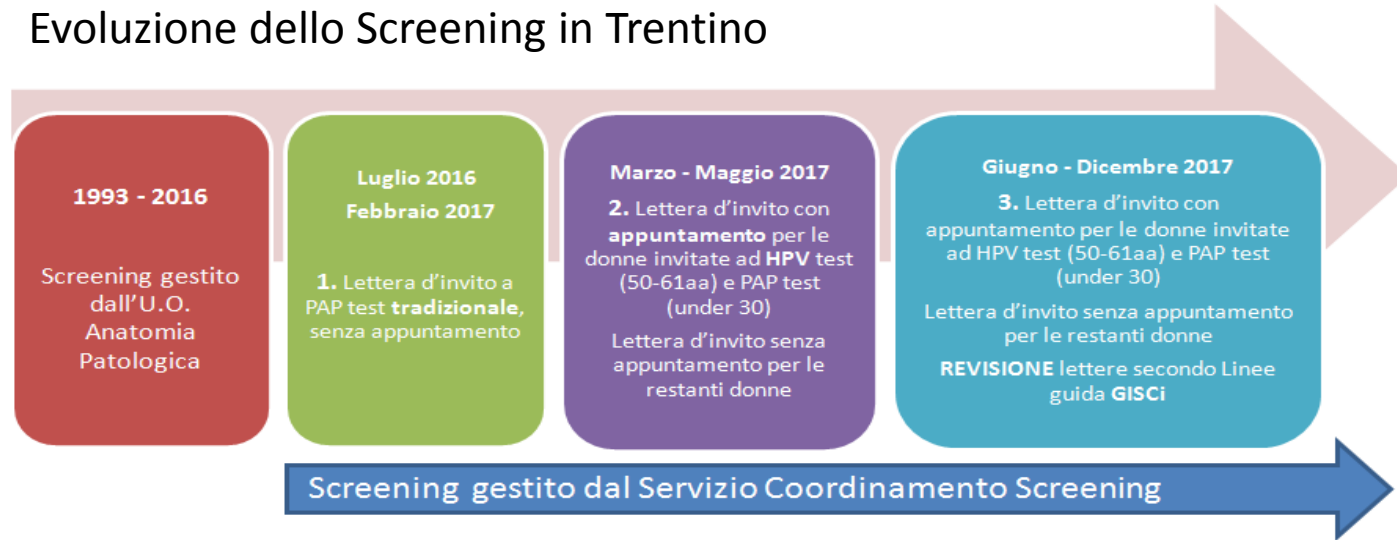 Evoluzione dello Screening in Trentino
1993 - 2016
Screening gestito
dall'U.O.
Anatomia
Patologica
Luglio 2016
Febbraio 2017
1. Lettera d'invito a
PAP test tradizionale,
senza appuntamento
Marzo - Maggio 2017
2. Lettera d'invito con
appuntamento per le
donne invitate ad HPV test
(50-61aa) e PAP test
(under 30)
Lettera d'invito senza
appuntamento per le
restanti donne
Giugno - Dicembre 2017
3. Lettera d'invito con
appuntamento per le donne invitate
ad HPV test (50-61aa) e PAP test
(under 30)
Lettera d'invito senza appuntamento
per le restanti donne
REVISIONE lettere secondo Linee
guida GISCi
Screening gestito dal Servizio Coordinamento Screening